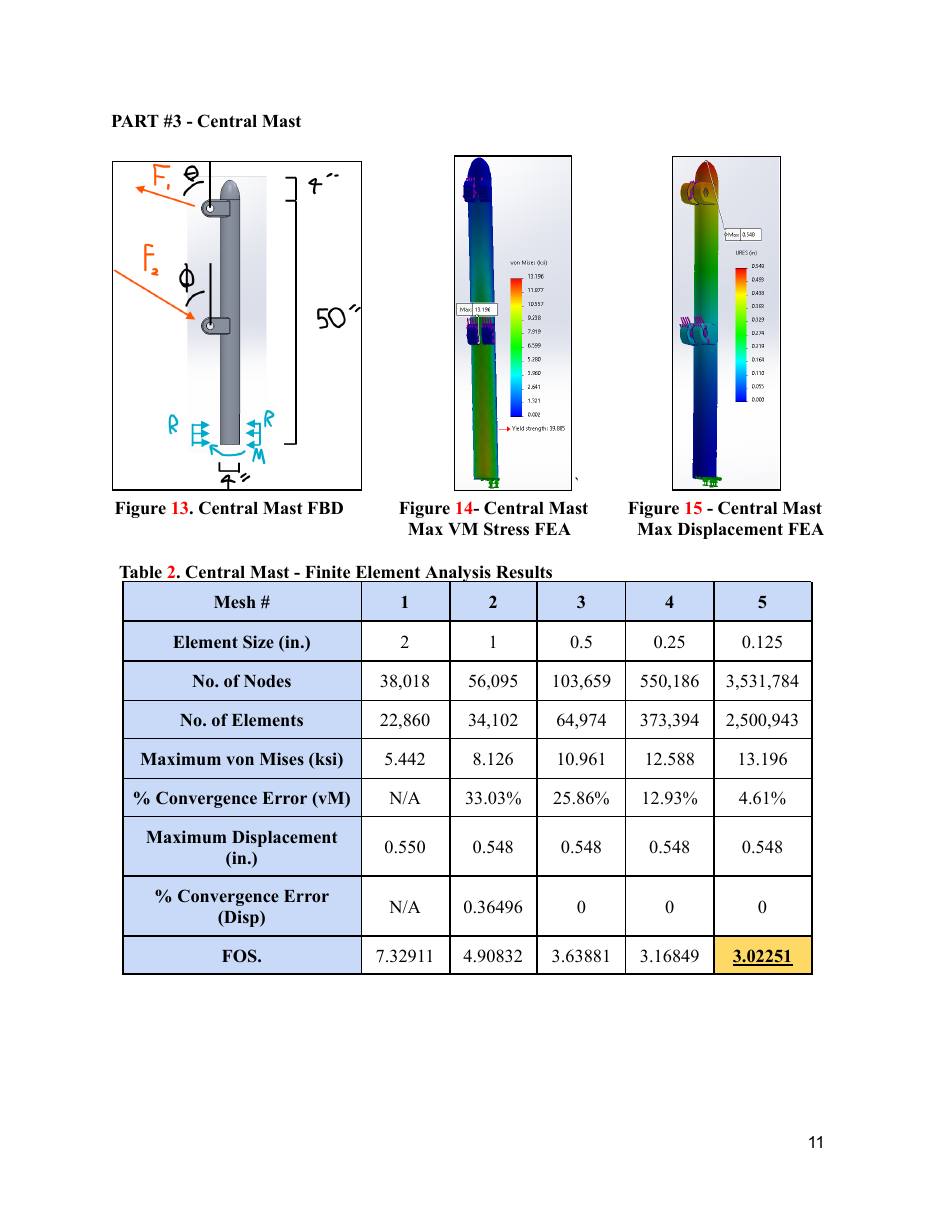 PART #3 - Central Mast
F₁
θ
4"
F₂
ϕ
50"
R
R
M
4"
von Mises (ksi)
13.196
11.877
10.557
9.238
7.919
6.599
5.280
3.960
2.641
1.321
0.002
Max: 13.196
Yield strength: 39.885
Max: 0.548
URES (in)
0.548
0.493
0.438
0.383
0.329
0.274
0.219
0.164
0.110
0.055
0.000
Figure 13. Central Mast FBD
Figure 14- Central Mast
Max VM Stress FEA
Figure 15 - Central Mast
Max Displacement FEA
Table 2. Central Mast - Finite Element Analysis Results
Mesh # 1 2 3 4 5
Element Size (in.) 2 1 0.5 0.25 0.125
No. of Nodes 38,018 56,095 103,659 550,186 3,531,784
No. of Elements 22,860 34,102 64,974 373,394 2,500,943
Maximum von Mises (ksi) 5.442 8.126 10.961 12.588 13.196
% Convergence Error (vM) N/A 33.03% 25.86% 12.93% 4.61%
Maximum Displacement
(in.) 0.550 0.548 0.548 0.548 0.548
% Convergence Error
(Disp) N/A 0.36496 0 0 0
FOS. 7.32911 4.90832 3.63881 3.16849 3.02251
11